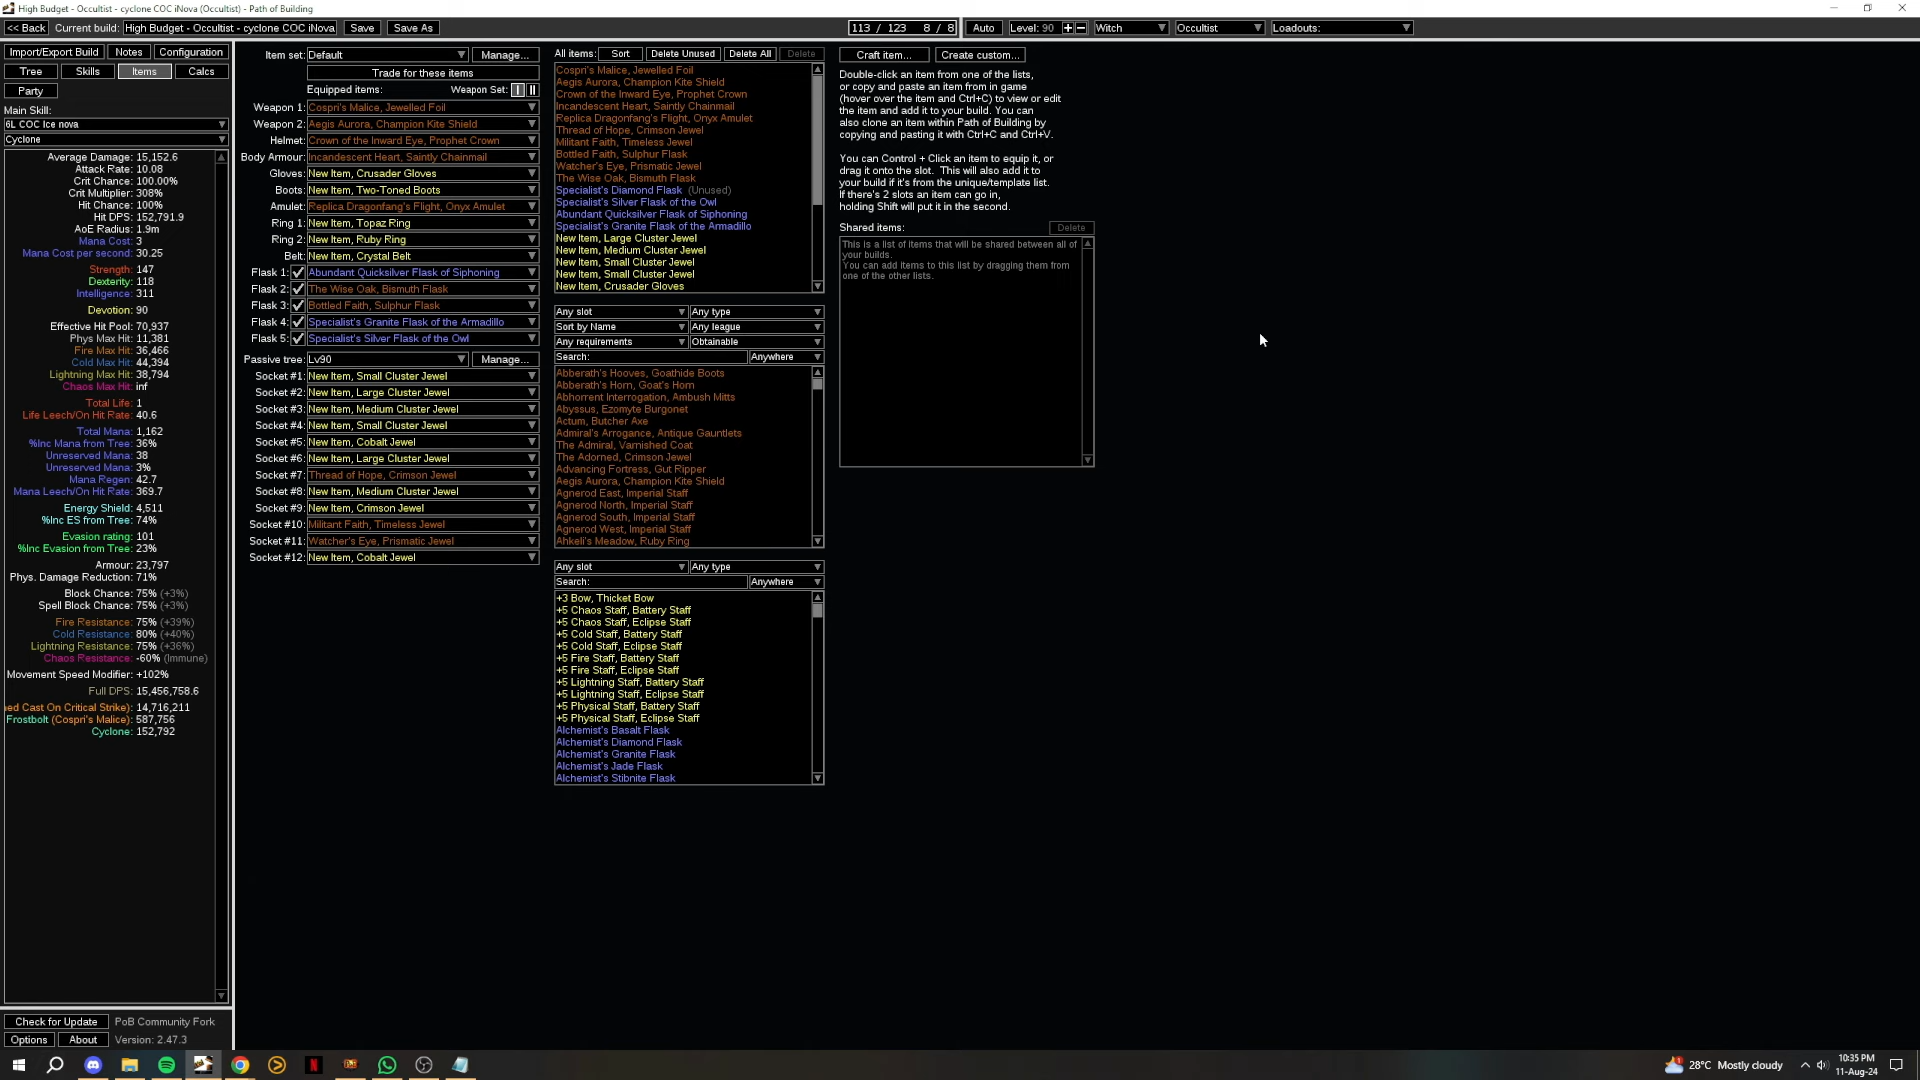 High Budget - Occultist - cyclone COC iNova (Occultist) - Path of Building
<< Back Current build: High Budget - Occultist - cyclone COC iNova Save Save As 113 / 123 8 / 8 Auto Level: 90 Witch Occultist Loadouts:
Import/Export Build Notes Configuration
Tree Skills Items Calcs
Party
Main Skill:
6L COC Ice nova
Cyclone
Average Damage: 15,152.6
Attack Rate: 10.08
Crit Chance: 100.00%
Crit Multiplier: 308%
Hit Chance: 100%
Hit DPS: 152,791.9
AoE Radius: 1.9m
Mana Cost: 3
Mana Cost per second: 30.25
Strength: 147
Dexterity: 118
Intelligence: 311
Devotion: 90
Effective Hit Pool: 70,937
Phys Max Hit: 11,381
Fire Max Hit: 36,466
Cold Max Hit: 44,394
Lightning Max Hit: 38,794
Chaos Max Hit: inf
Total Life: 1
Life Leech/On Hit Rate: 40.6
Total Mana: 1,162
%Inc Mana from Tree: 36%
Unreserved Mana: 38
Unreserved Mana: 3%
Mana Regen: 42.7
Mana Leech/On Hit Rate: 369.7
Energy Shield: 4,511
%Inc ES from Tree: 74%
Evasion rating: 101
%Inc Evasion from Tree: 23%
Armour: 23,797
Phys. Damage Reduction: 71%
Block Chance: 75% (+3%)
Spell Block Chance: 75% (+3%)
Fire Resistance: 75% (+39%)
Cold Resistance: 80% (+40%)
Lightning Resistance: 75% (+36%)
Chaos Resistance: -60% (Immune)
Movement Speed Modifier: +102%
Full DPS: 15,456,758.6
ed Cast On Critical Strike): 14,716,211
Frostbolt (Cospri's Malice): 587,756
Cyclone: 152,792
Check for Update PoB Community Fork
Options About Version: 2.47.3
Item set: Default Manage...
Trade for these items
Equipped items: Weapon Set: I II
Weapon 1: Cospri's Malice, Jewelled Foil
Weapon 2: Aegis Aurora, Champion Kite Shield
Helmet: Crown of the Inward Eye, Prophet Crown
Body Armour: Incandescent Heart, Saintly Chainmail
Gloves: New Item, Crusader Gloves
Boots: New Item, Two-Toned Boots
Amulet: Replica Dragonfang's Flight, Onyx Amulet
Ring 1: New Item, Topaz Ring
Ring 2: New Item, Ruby Ring
Belt: New Item, Crystal Belt
Flask 1: Abundant Quicksilver Flask of Siphoning
Flask 2: The Wise Oak, Bismuth Flask
Flask 3: Bottled Faith, Sulphur Flask
Flask 4: Specialist's Granite Flask of the Armadillo
Flask 5: Specialist's Silver Flask of the Owl
Passive tree: Lv90 Manage...
Socket #1: New Item, Small Cluster Jewel
Socket #2: New Item, Large Cluster Jewel
Socket #3: New Item, Medium Cluster Jewel
Socket #4: New Item, Small Cluster Jewel
Socket #5: New Item, Cobalt Jewel
Socket #6: New Item, Large Cluster Jewel
Socket #7: Thread of Hope, Crimson Jewel
Socket #8: New Item, Medium Cluster Jewel
Socket #9: New Item, Crimson Jewel
Socket #10: Militant Faith, Timeless Jewel
Socket #11: Watcher's Eye, Prismatic Jewel
Socket #12: New Item, Cobalt Jewel
All items: Sort Delete Unused Delete All Delete
Cospri's Malice, Jewelled Foil
Aegis Aurora, Champion Kite Shield
Crown of the Inward Eye, Prophet Crown
Incandescent Heart, Saintly Chainmail
Replica Dragonfang's Flight, Onyx Amulet
Thread of Hope, Crimson Jewel
Militant Faith, Timeless Jewel
Bottled Faith, Sulphur Flask
Watcher's Eye, Prismatic Jewel
The Wise Oak, Bismuth Flask
Specialist's Diamond Flask (Unused)
Specialist's Silver Flask of the Owl
Abundant Quicksilver Flask of Siphoning
Specialist's Granite Flask of the Armadillo
New Item, Large Cluster Jewel
New Item, Medium Cluster Jewel
New Item, Small Cluster Jewel
New Item, Small Cluster Jewel
New Item, Crusader Gloves
Any slot Any type
Sort by Name Any league
Any requirements Obtainable
Search: Anywhere
Abberath's Hooves, Goathide Boots
Abberath's Horn, Goat's Horn
Abhorrent Interrogation, Ambush Mitts
Abyssus, Ezomyte Burgonet
Actum, Butcher Axe
Admiral's Arrogance, Antique Gauntlets
The Admiral, Varnished Coat
The Adorned, Crimson Jewel
Advancing Fortress, Gut Ripper
Aegis Aurora, Champion Kite Shield
Agnerod East, Imperial Staff
Agnerod North, Imperial Staff
Agnerod South, Imperial Staff
Agnerod West, Imperial Staff
Ahkeli's Meadow, Ruby Ring
Any slot Any type
Search: Anywhere
+3 Bow, Thicket Bow
+5 Chaos Staff, Battery Staff
+5 Chaos Staff, Eclipse Staff
+5 Cold Staff, Battery Staff
+5 Cold Staff, Eclipse Staff
+5 Fire Staff, Battery Staff
+5 Fire Staff, Eclipse Staff
+5 Lightning Staff, Battery Staff
+5 Lightning Staff, Eclipse Staff
+5 Physical Staff, Battery Staff
+5 Physical Staff, Eclipse Staff
Alchemist's Basalt Flask
Alchemist's Diamond Flask
Alchemist's Granite Flask
Alchemist's Jade Flask
Alchemist's Stibnite Flask
Craft item... Create custom...
Double-click an item from one of the lists,
or copy and paste an item from in game
(hover over the item and Ctrl+C) to view or edit
the item and add it to your build. You can
also clone an item within Path of Building by
copying and pasting it with Ctrl+C and Ctrl+V.
You can Control + Click an item to equip it, or
drag it onto the slot. This will also add it to
your build if it's from the unique/template list.
If there's 2 slots an item can go in,
holding Shift will put it in the second.
Shared items: Delete
This is a list of items that will be shared between all of
your builds.
You can add items to this list by dragging them from
one of the other lists.
28°C Mostly cloudy
10:35 PM
11-Aug-24